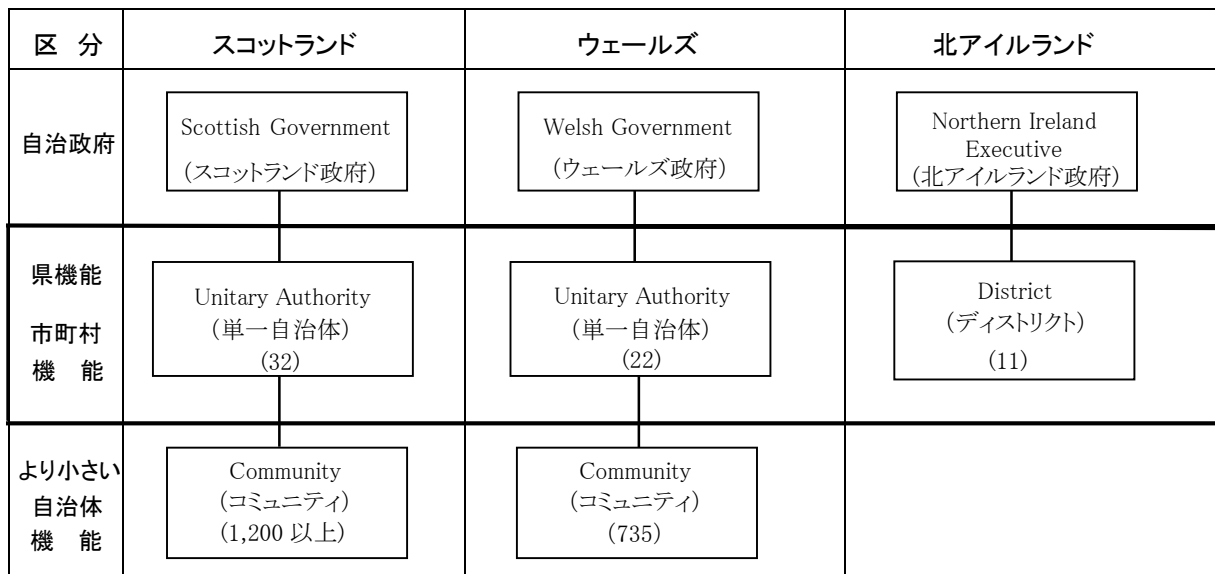 区 分
スコットランド
ウェールズ
北アイルランド
自治政府
Scottish Government
(スコットランド政府)
Welsh Government
(ウェールズ政府)
Northern Ireland
Executive
(北アイルランド政府)
県機能
市町村
機 能
Unitary Authority
(単一自治体)
(32)
Unitary Authority
(単一自治体)
(22)
District
(ディストリクト)
(11)
より小さい
自治体
機 能
Community
(コミュニティ)
(1,200 以上)
Community
(コミュニティ)
(735)